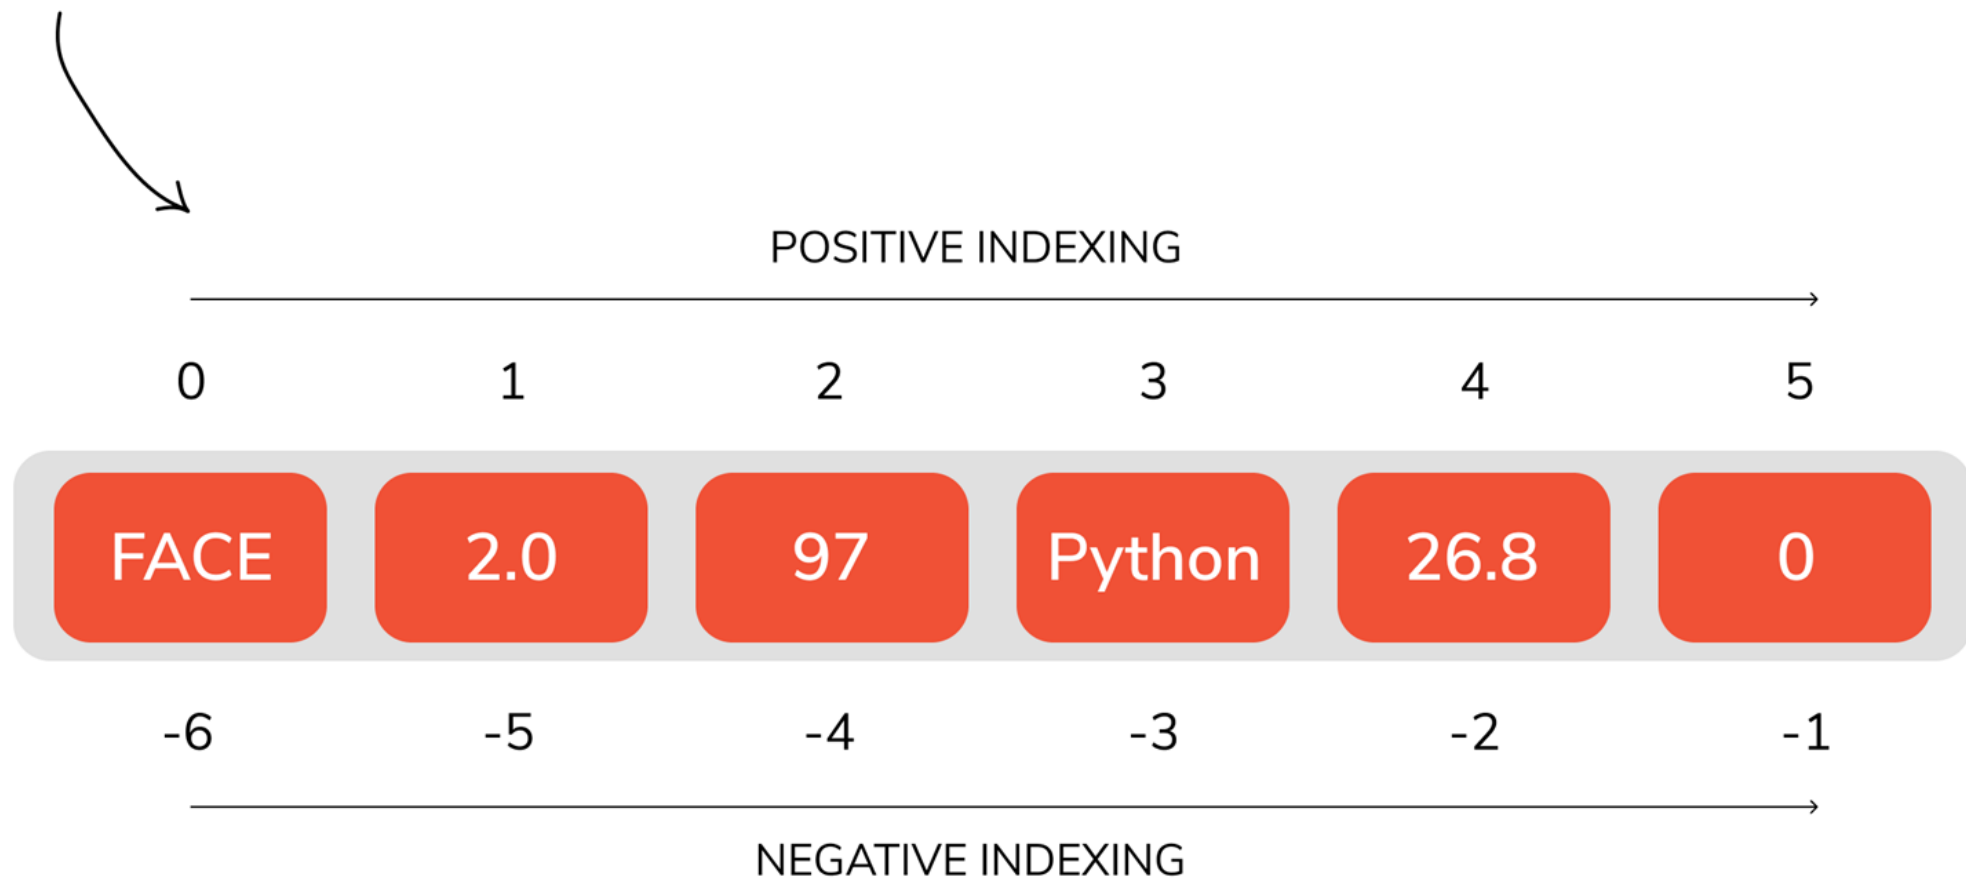 POSITIVE INDEXING
0 1 2 3 4 5
FACE 2.0 97 Python 26.8 0
-6 -5 -4 -3 -2 -1
NEGATIVE INDEXING